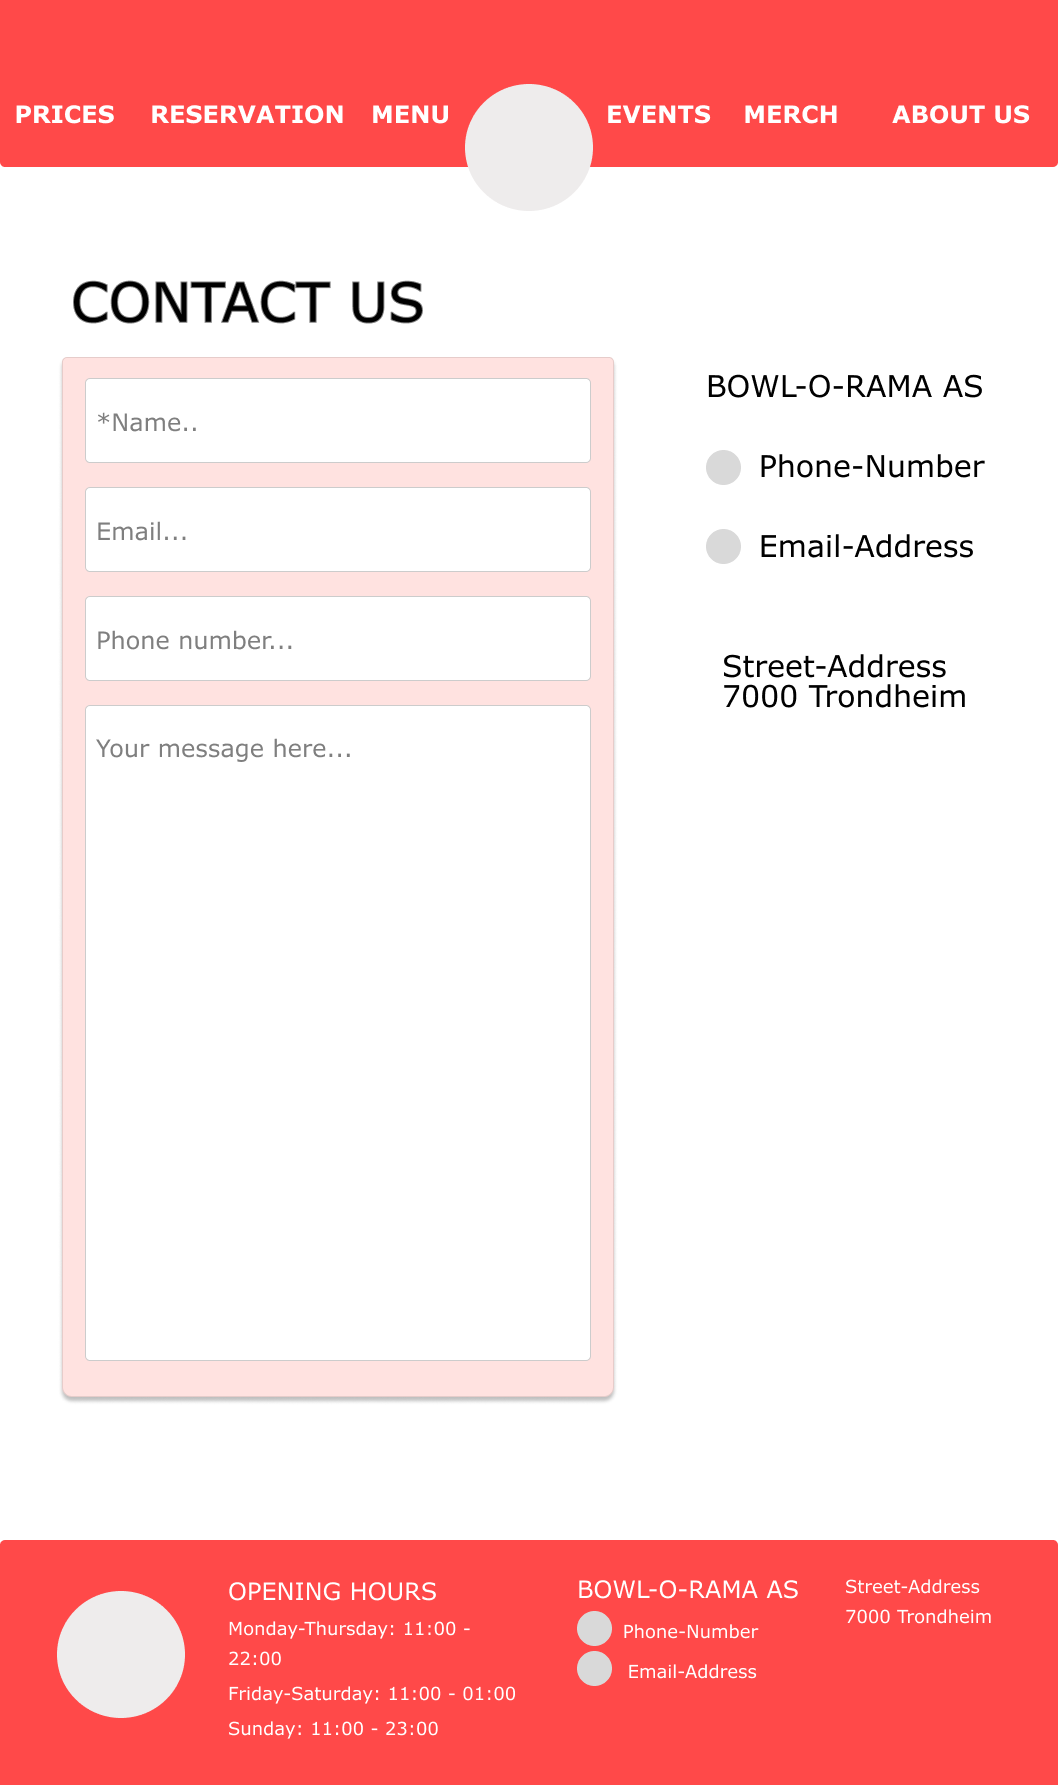 PRICES RESERVATION MENU EVENTS MERCH ABOUT US
CONTACT US
*Name..
Email...
Phone number...
Your message here...
BOWL-O-RAMA AS
Phone-Number
Email-Address
Street-Address
7000 Trondheim
OPENING HOURS
Monday-Thursday: 11:00 -
22:00
Friday-Saturday: 11:00 - 01:00
Sunday: 11:00 - 23:00
BOWL-O-RAMA AS
Phone-Number
Email-Address
Street-Address
7000 Trondheim